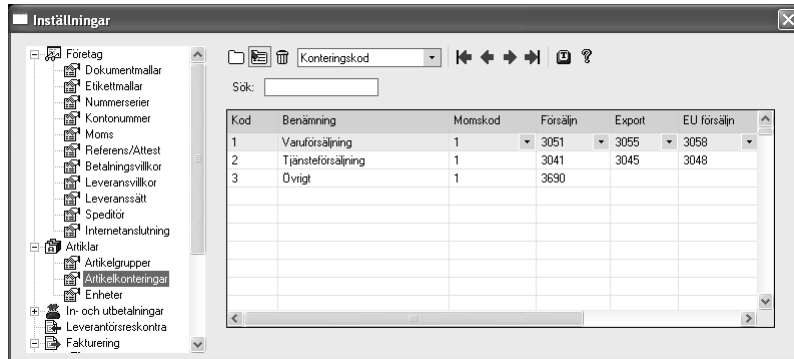 Inställningar
Företag
Dokumentmallar
Etikettmallar
Nummerserier
Kontonummer
Moms
Referens/Attest
Betalningsvillkor
Leveransvillkor
Leveranssätt
Speditör
Internetanslutning
Artiklar
Artikelgrupper
Artikelkonteringar
Enheter
In- och utbetalningar
Leverantörsreskontra
Fakturering
Konteringskod
Sök:
Kod Benämning Momskod Försäljn Export EU försäljn
1 Varuförsäljning 1 3051 3055 3058
2 Tjänsteförsäljning 1 3041 3045 3048
3 Övrigt 1 3690